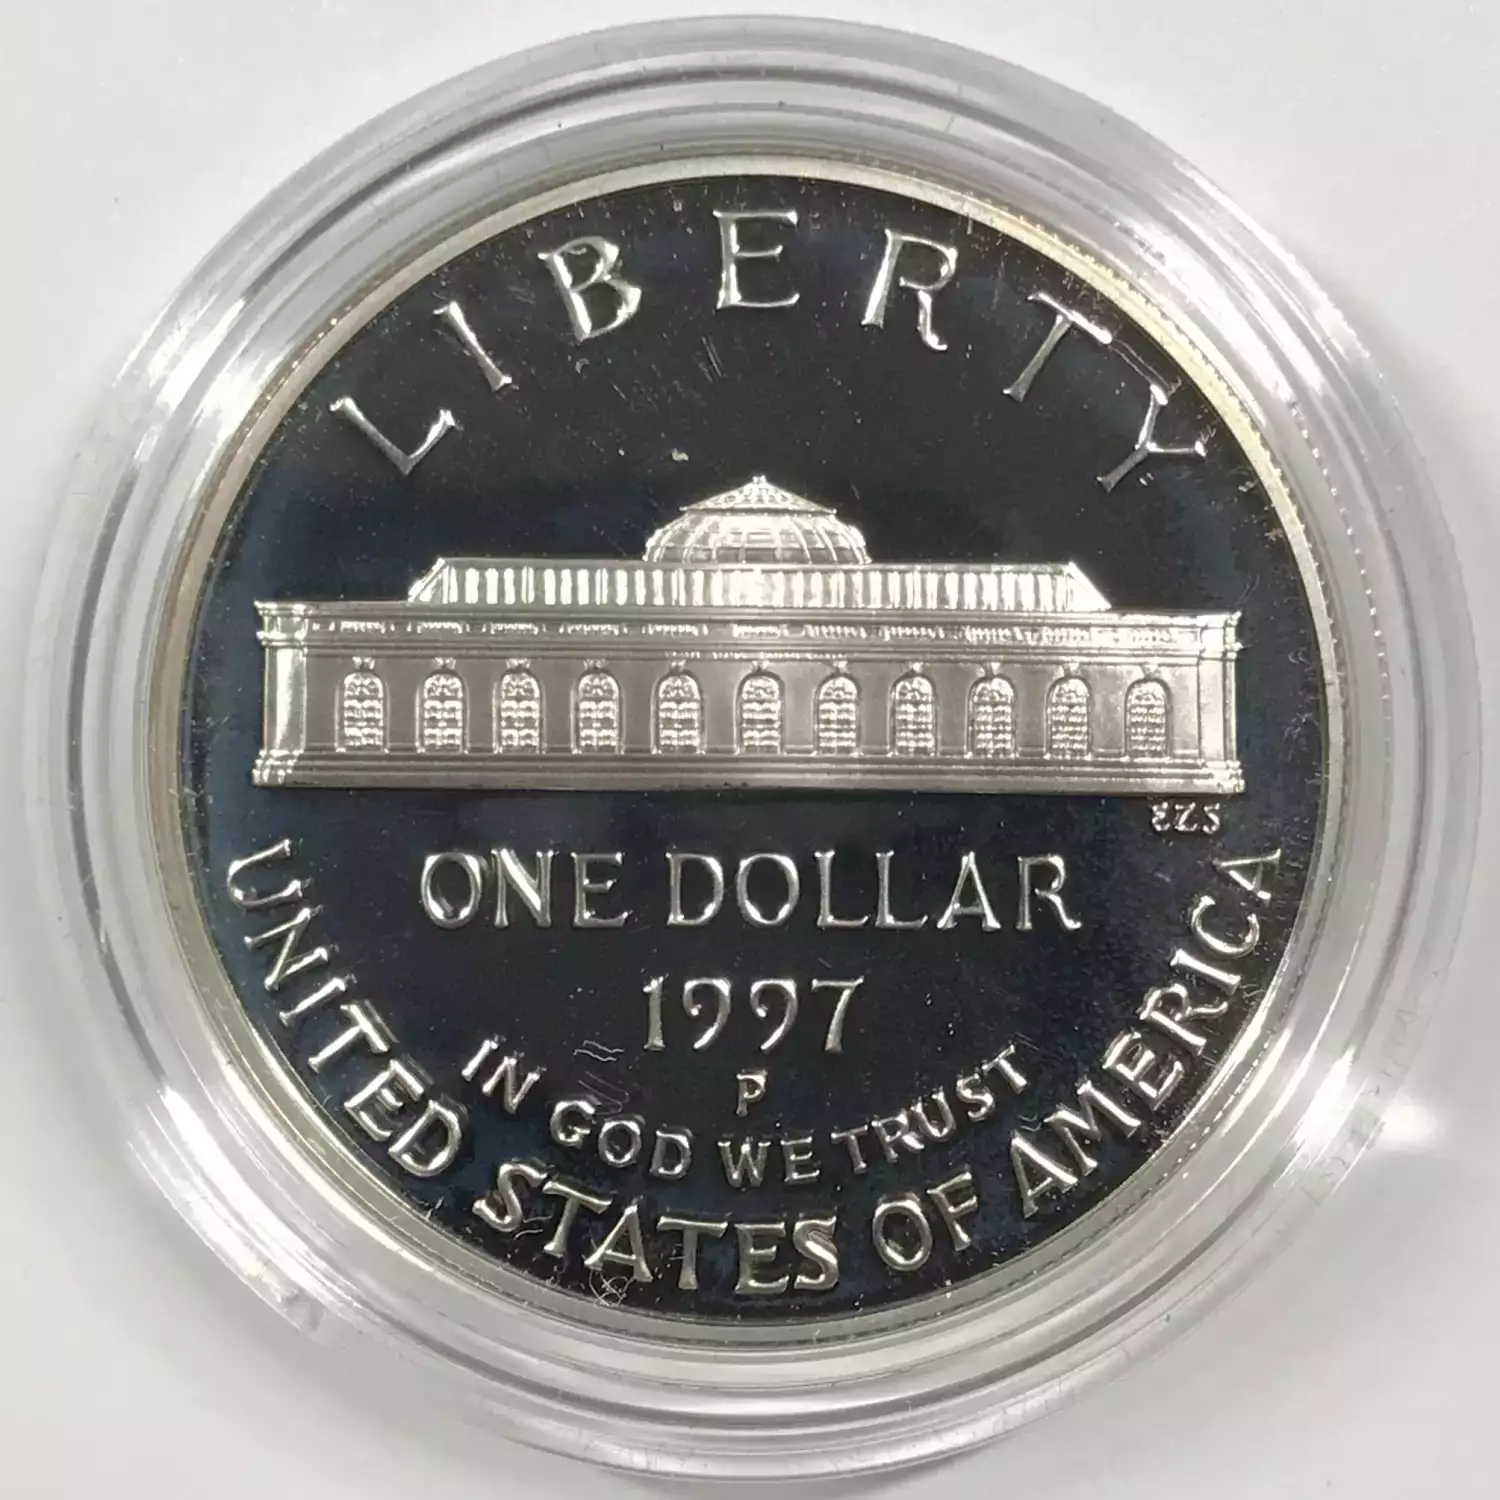 LIBERTY
EZS
ONE DOLLAR
1997
P
IN GOD WE TRUST
UNITED STATES OF AMERICA